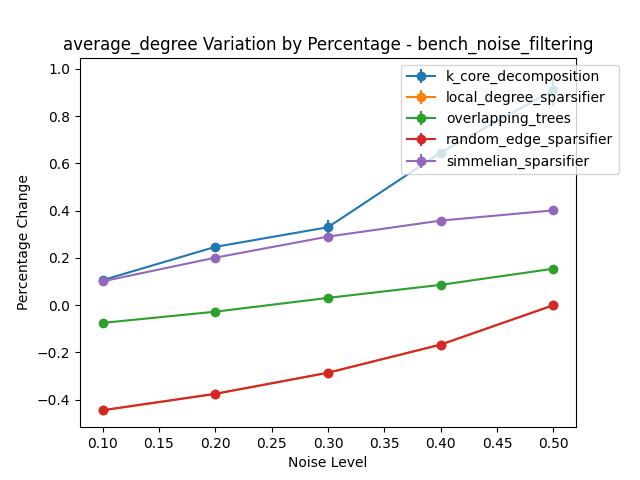 average_degree Variation by Percentage - bench_noise_filtering
1.0
0.8
0.6
0.4
0.2
0.0
−0.2
−0.4
Percentage Change
k_core_decomposition
local_degree_sparsifier
overlapping_trees
random_edge_sparsifier
simmelian_sparsifier
0.10 0.15 0.20 0.25 0.30 0.35 0.40 0.45 0.50
Noise Level